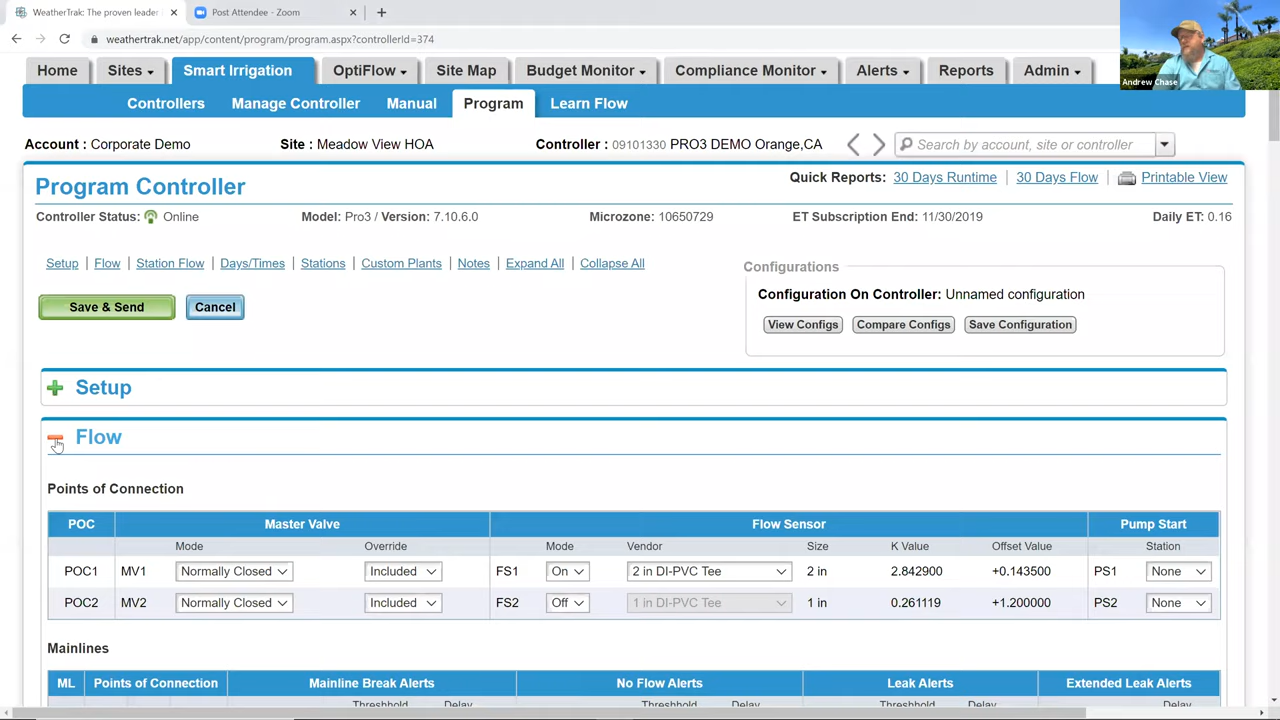 WeatherTrak: The proven leader
Post Attendee - Zoom
weathertrak.net/app/content/program/program.aspx?controllerId=374
Andrew Chase
Home Sites Smart Irrigation OptiFlow Site Map Budget Monitor Compliance Monitor Alerts Reports Admin
Controllers Manage Controller Manual Program Learn Flow
Account : Corporate Demo Site : Meadow View HOA Controller : 09101330 PRO3 DEMO Orange,CA Search by account, site or controller
Program Controller Quick Reports: 30 Days Runtime | 30 Days Flow | Printable View
Controller Status: Online Model: Pro3 / Version: 7.10.6.0 Microzone: 10650729 ET Subscription End: 11/30/2019 Daily ET: 0.16
Setup | Flow | Station Flow | Days/Times | Stations | Custom Plants | Notes | Expand All | Collapse All
Configurations
Configuration On Controller: Unnamed configuration
Save & Send Cancel
View Configs Compare Configs Save Configuration
Setup
Flow
Points of Connection
POC Master Valve Flow Sensor Pump Start
Mode Override Mode Vendor Size K Value Offset Value Station
POC1 MV1 Normally Closed Included FS1 On 2 in DI-PVC Tee 2 in 2.842900 +0.143500 PS1 None
POC2 MV2 Normally Closed Included FS2 Off 1 in DI-PVC Tee 1 in 0.261119 +1.200000 PS2 None
Mainlines
ML Points of Connection Mainline Break Alerts No Flow Alerts Leak Alerts Extended Leak Alerts
Threshhold Delay Threshhold Delay Threshhold Delay